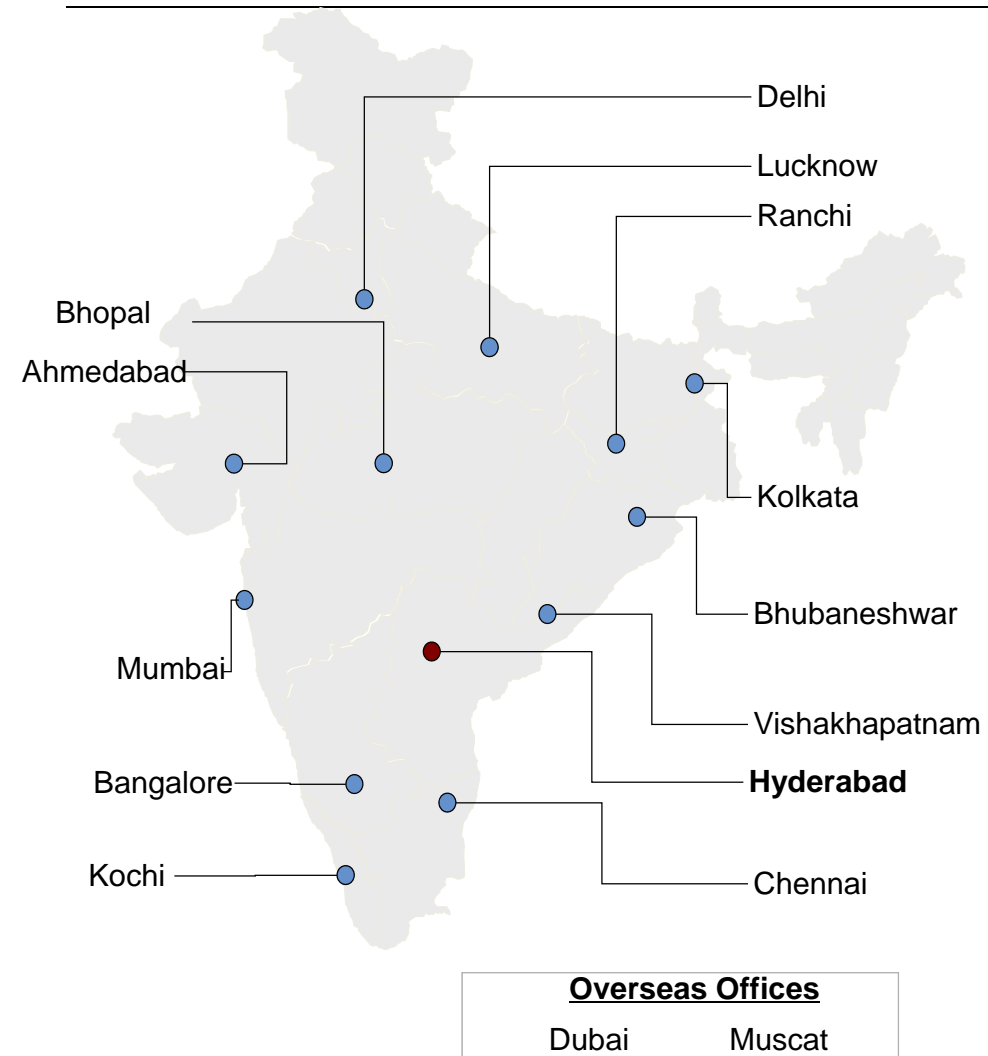 Delhi
Lucknow
Ranchi
Bhopal
Ahmedabad
Kolkata
Bhubaneshwar
Mumbai
Vishakhapatnam
Bangalore
Hyderabad
Kochi
Chennai
Overseas Offices
Dubai Muscat